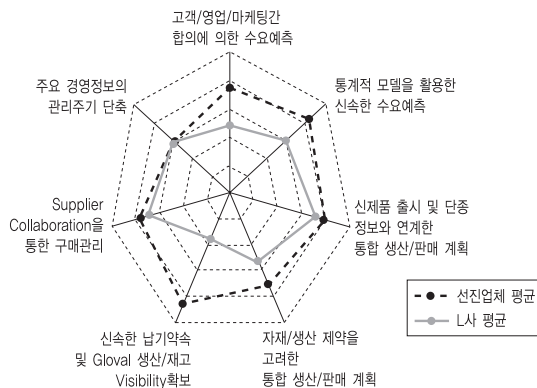 고객/영업/마케팅간
합의에 의한 수요예측
통계적 모델을 활용한
신속한 수요예측
신제품 출시 및 단종
정보와 연계한
통합 생산/판매 계획
자재/생산 제약을
고려한
통합 생산/판매 계획
신속한 납기약속
및 Gloval 생산/재고
Visibility확보
Supplier
Collaboration을
통한 구매관리
주요 경영정보의
관리주기 단축
선진업체 평균
L사 평균